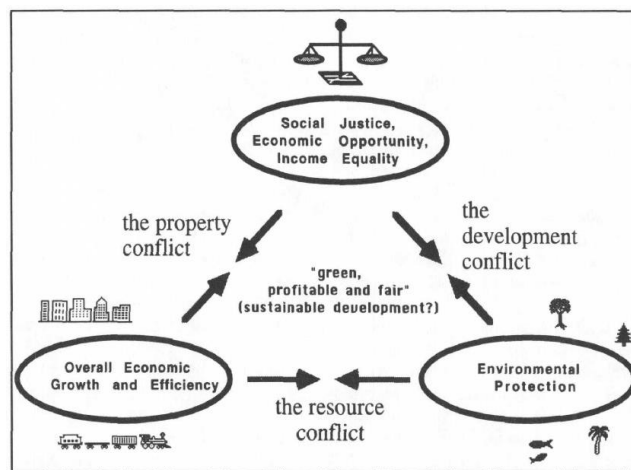 Social Justice,
Economic Opportunity,
Income Equality
the property
conflict
the
development
conflict
"green,
profitable and fair"
(sustainable development?)
Overall Economic
Growth and Efficiency
Environmental
Protection
the resource
conflict